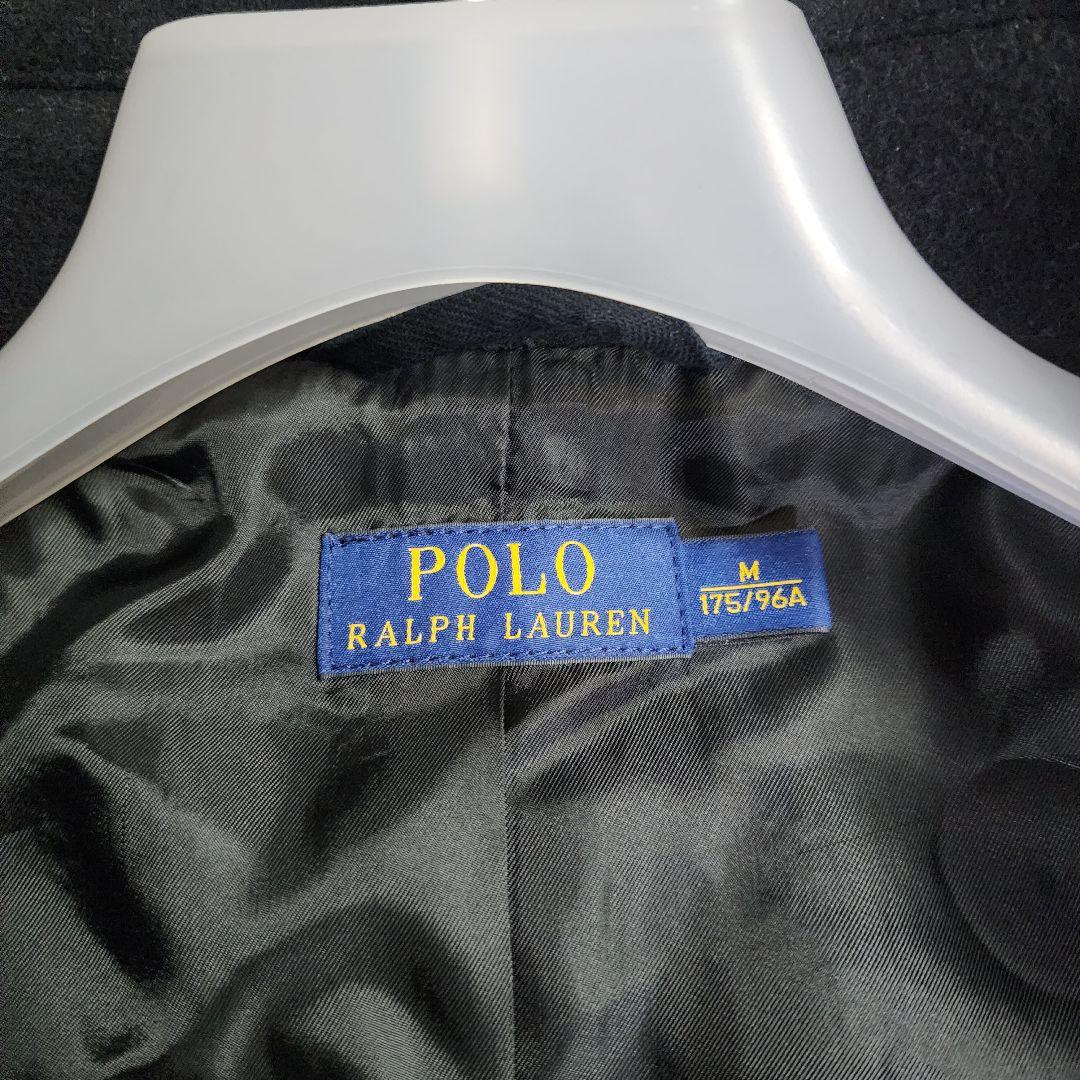 POLO
RALPH LAUREN
M
175/96A